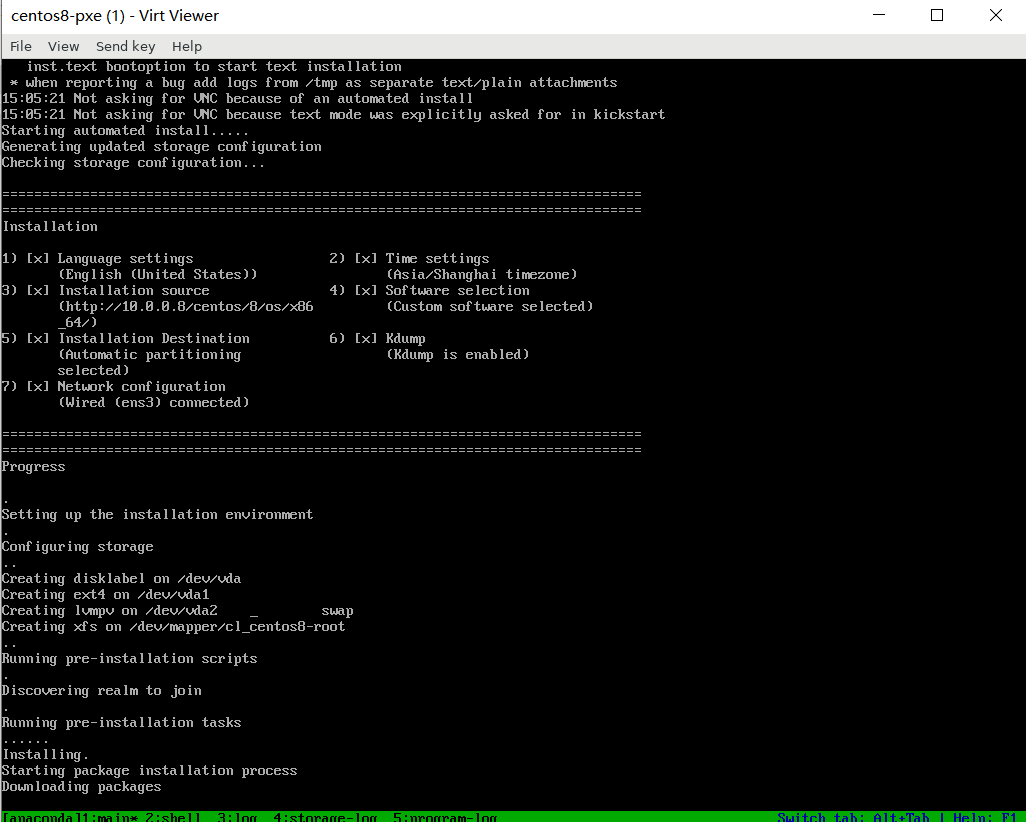 centos8-pxe (1) - Virt Viewer
File View Send key Help
inst.text bootoption to start text installation
* when reporting a bug add logs from /tmp as separate text/plain attachments
15:05:21 Not asking for VNC because of an automated install
15:05:21 Not asking for VNC because text mode was explicitly asked for in kickstart
Starting automated install.....
Generating updated storage configuration
Checking storage configuration...
================================================================================
================================================================================
Installation
1) [x] Language settings 2) [x] Time settings
(English (United States)) (Asia/Shanghai timezone)
3) [x] Installation source 4) [x] Software selection
(http://10.0.0.8/centos/8/os/x86 (Custom software selected)
_64/)
5) [x] Installation Destination 6) [x] Kdump
(Automatic partitioning (Kdump is enabled)
selected)
7) [x] Network configuration
(Wired (ens3) connected)
================================================================================
================================================================================
Progress
.
Setting up the installation environment
.
Configuring storage
..
Creating disklabel on /dev/vda
Creating ext4 on /dev/vda1
Creating lvmpv on /dev/vda2 _ swap
Creating xfs on /dev/mapper/cl_centos8-root
..
Running pre-installation scripts
.
Discovering realm to join
.
Running pre-installation tasks
......
Installing.
Starting package installation process
Downloading packages
[anaconda]1:main* 2:shell 3:log 4:storage-log 5:program-log Switch tab: Alt+Tab | Help: F1